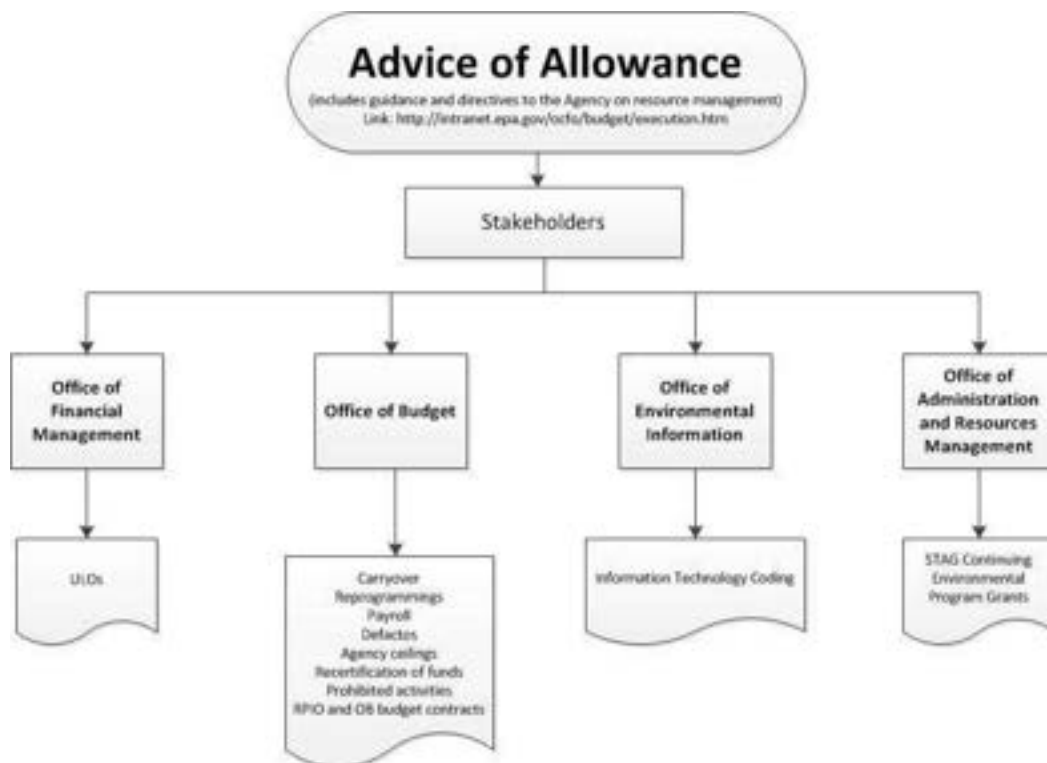 Advice of Allowance
(includes guidance and directives to the Agency on resource management)
Link: http://intranet.epa.gov/ocfo/budget/execution.htm
Stakeholders
Office of
Financial
Management
Office of Budget
Office of
Environmental
Information
Office of
Administration
and Resources
Management
ULOs
Carryover
Reprogrammings
Payroll
Defactos
Agency ceilings
Recertification of funds
Prohibited activities
RPIO and OB budget contracts
Information Technology Coding
STAG Continuing
Environmental
Program Grants